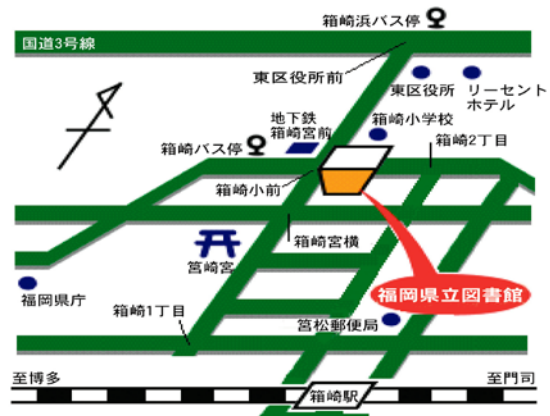 箱崎浜バス停
国道3号線
東区役所前
東区役所
リーセント
ホテル
地下鉄
箱崎宮前
箱崎小学校
箱崎バス停
箱崎2丁目
箱崎小前
箱崎宮横
筥崎宮
福岡県庁
福岡県立図書館
箱崎1丁目
筥松郵便局
至博多
至門司
箱崎駅